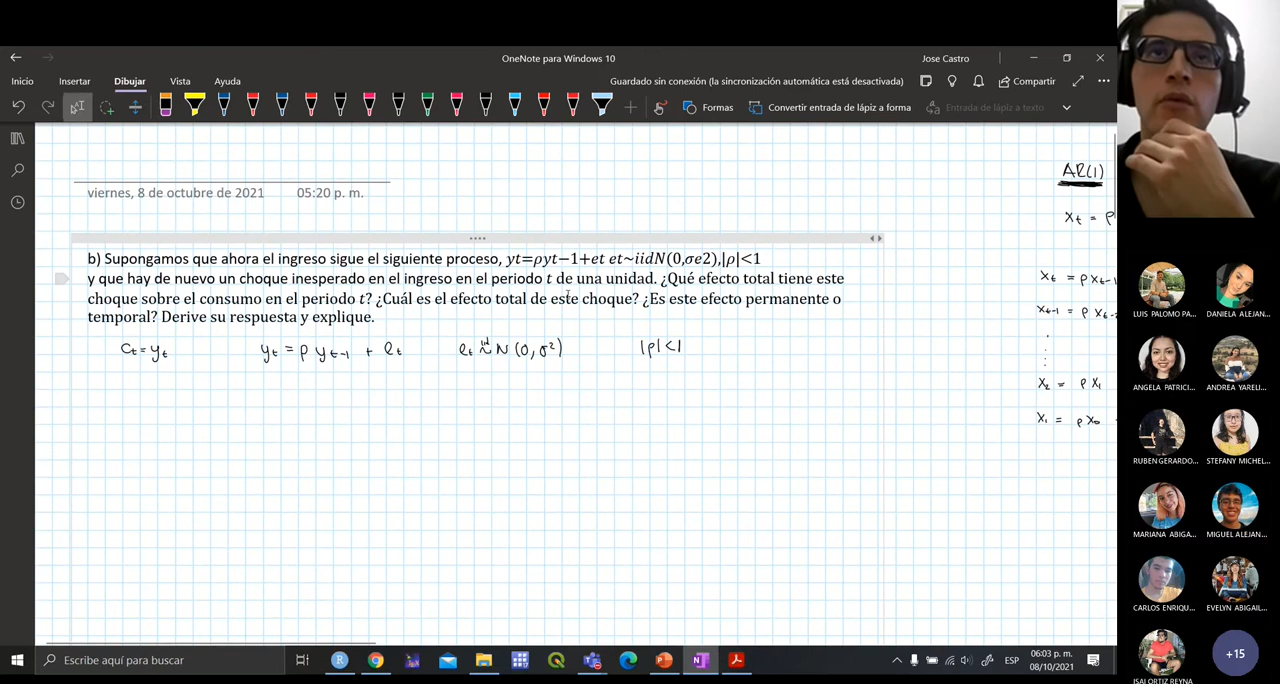 OneNote para Windows 10
Jose Castro
Inicio
Insertar
Dibujar
Vista
Ayuda
Guardado sin conexión (la sincronización automática está desactivada)
Compartir
Formas
Convertir entrada de lápiz a forma
Entrada de lápiz a texto
viernes, 8 de octubre de 2021 05:20 p. m.
b) Supongamos que ahora el ingreso sigue el siguiente proceso, yt=ρyt−1+et et~iidN(0,σe2),|ρ|<1
y que hay de nuevo un choque inesperado en el ingreso en el periodo t de una unidad. ¿Qué efecto total tiene este
choque sobre el consumo en el periodo t? ¿Cuál es el efecto total de este choque? ¿Es este efecto permanente o
temporal? Derive su respuesta y explique.
Ct = yt yt = ρ yt-1 + et et iid~ N (0, σ²) |ρ| < 1
AR(1)
xt = ρ
xt = ρ xt-1
xt-1 = ρ xt-2
x2 = ρ x1
x1 = ρ x0
LUIS PALOMO PA...
DANIELA ALEJAN...
ANGELA PATRICI...
ANDREA YARELI...
RUBEN GERARDO...
STEFANY MICHEL...
MARIANA ABIGA...
MIGUEL ALEJAN...
CARLOS ENRIQU...
EVELYN ABIGAIL...
ISAI ORTIZ REYNA
+15
Escribe aquí para buscar
ESP
06:03 p. m.
08/10/2021